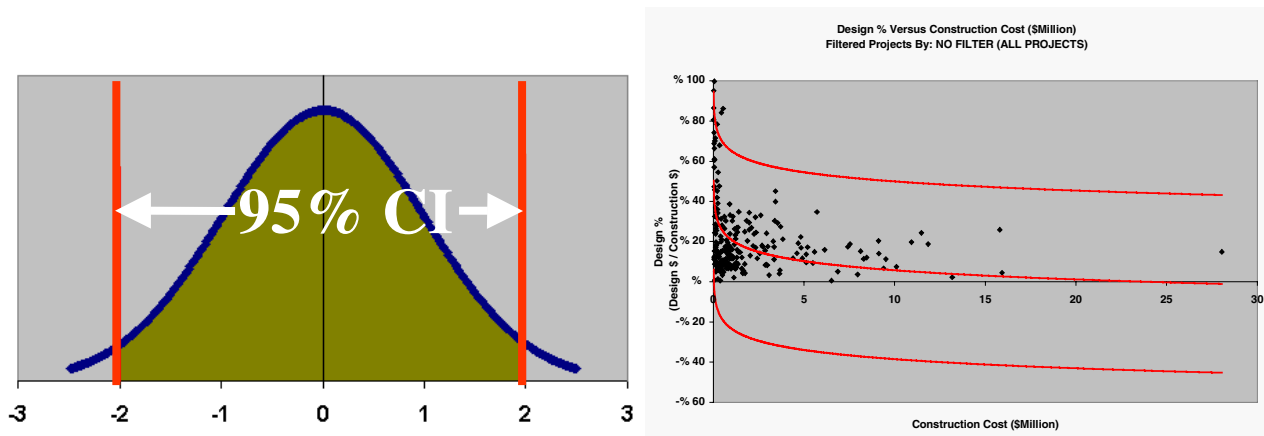 95% CI
-3 -2 -1 0 1 2 3
Design % Versus Construction Cost ($Million)
Filtered Projects By: NO FILTER (ALL PROJECTS)
% 100
% 80
% 60
% 40
% 20
%
-% 20
-% 40
-% 60
Design %
(Design $ / Construction $)
0 5 10 15 20 25 30
Construction Cost ($Million)